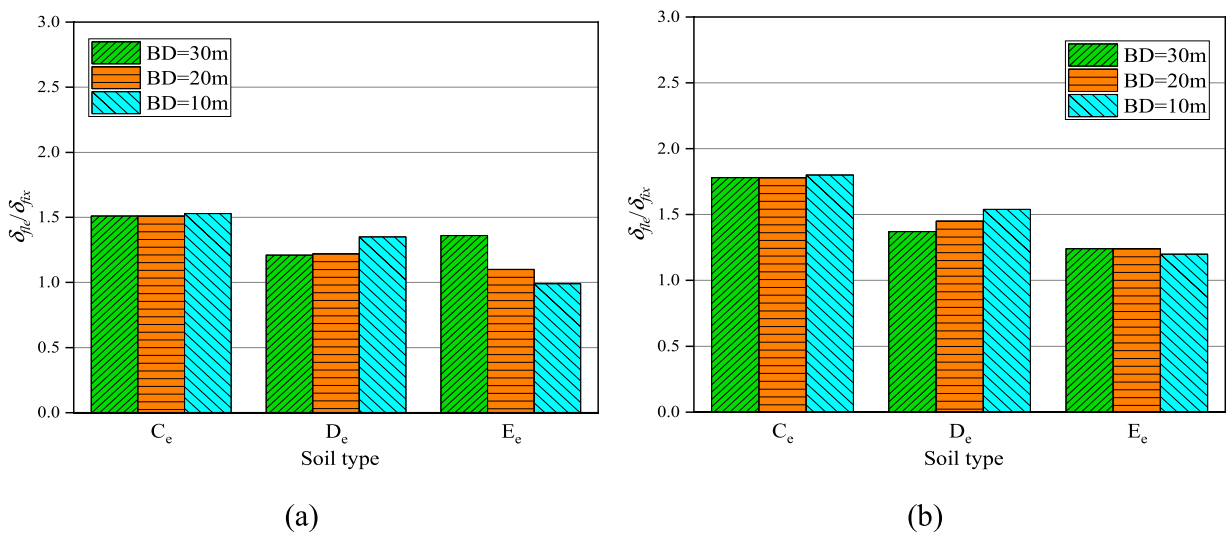 3.0
2.5
2.0
1.5
1.0
0.5
0.0
δfle/δfix
BD=30m
BD=20m
BD=10m
Ce De Ee
Soil type
(a)
3.0
2.5
2.0
1.5
1.0
0.5
0.0
δfle/δfix
BD=30m
BD=20m
BD=10m
Ce De Ee
Soil type
(b)